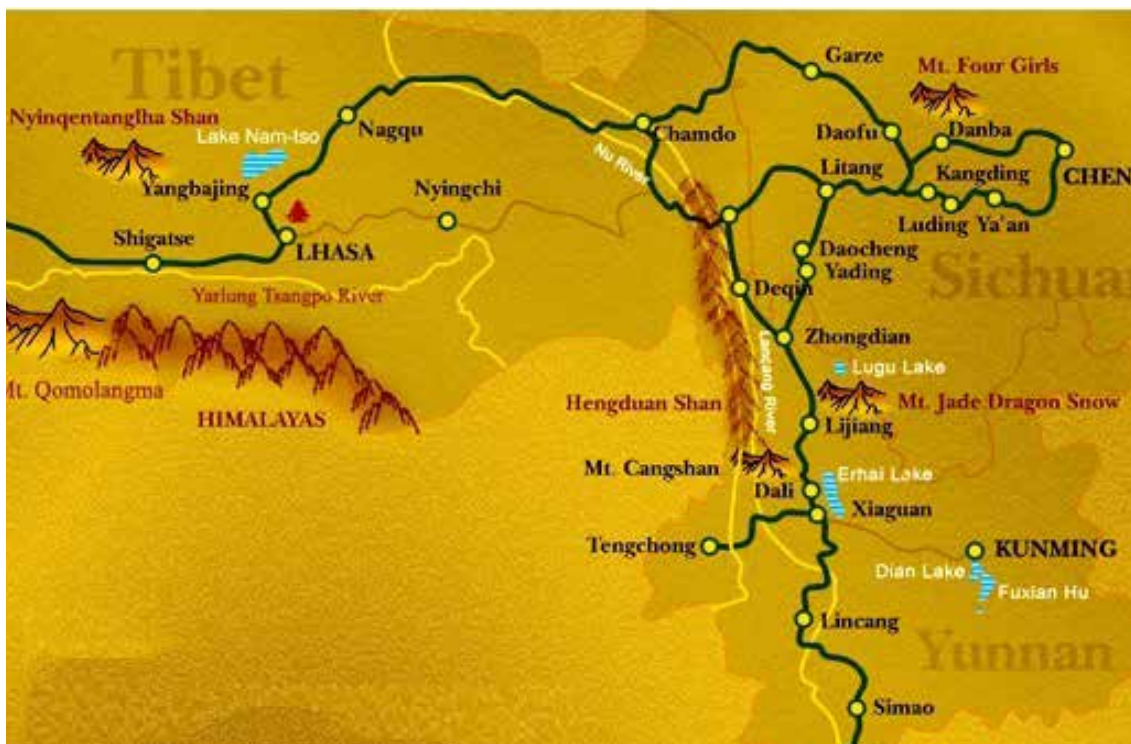 Tibet
Garze
Mt. Four Girls
Nyinqentanglha Shan
Lake Nam-tso
Nagqu
Chamdo
Daofu
Danba
Nu River
Litang
Kangding
CHEN
Yangbajing
Nyingchi
Luding Ya'an
Shigatse
LHASA
Daocheng
Yading
Sichuan
Yarlung Tsangpo River
Deqin
Zhongdian
Lancang River
Lugu Lake
Mt. Qomolangma
HIMALAYAS
Hengduan Shan
Mt. Jade Dragon Snow
Lijiang
Mt. Cangshan
Erhai Lake
Dali
Xiaguan
Tengchong
KUNMING
Dian Lake
Fuxian Hu
Lincang
Yunnan
Simao